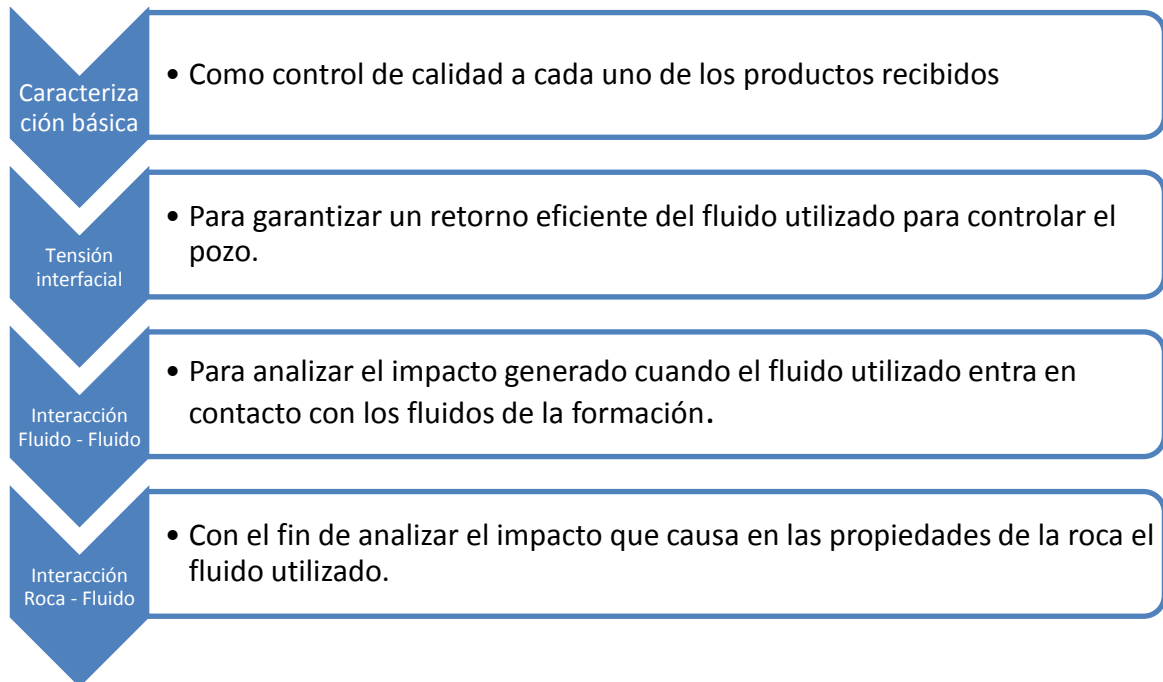 Caracteriza
ción básica
• Como control de calidad a cada uno de los productos recibidos
Tensión
interfacial
• Para garantizar un retorno eficiente del fluido utilizado para controlar el
pozo.
Interacción
Fluido - Fluido
• Para analizar el impacto generado cuando el fluido utilizado entra en
contacto con los fluidos de la formación.
Interacción
Roca - Fluido
• Con el fin de analizar el impacto que causa en las propiedades de la roca el
fluido utilizado.